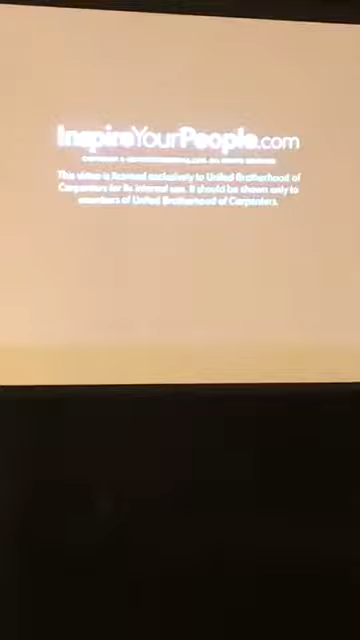 InspireYourPeople.com
This video is licensed exclusively to United Brotherhood of
Carpenters for its internal use. It should be shown only to
members of United Brotherhood of Carpenters.